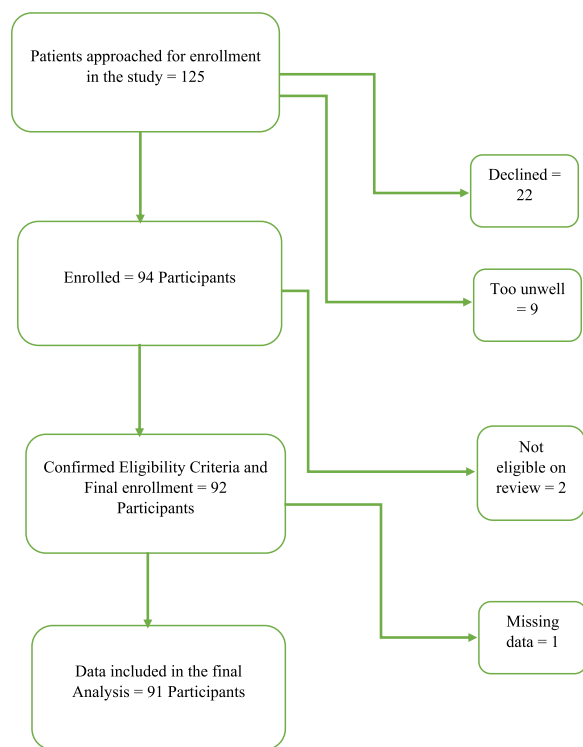 Patients approached for enrollment
in the study = 125
Declined =
22
Enrolled = 94 Participants
Too unwell
= 9
Confirmed Eligibility Criteria and
Final enrollment = 92
Participants
Not
eligible on
review = 2
Data included in the final
Analysis = 91 Participants
Missing
data = 1